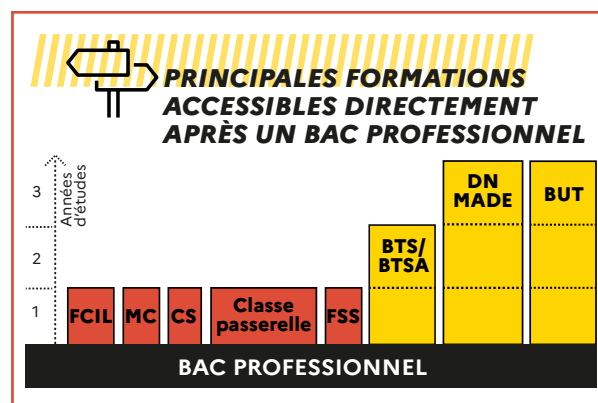 PRINCIPALES FORMATIONS
ACCESSIBLES DIRECTEMENT
APRÈS UN BAC PROFESSIONNEL
Années
d'études
3
2
1
FCIL
MC
CS
Classe
passerelle
FSS
BTS/
BTSA
DN
MADE
BUT
BAC PROFESSIONNEL